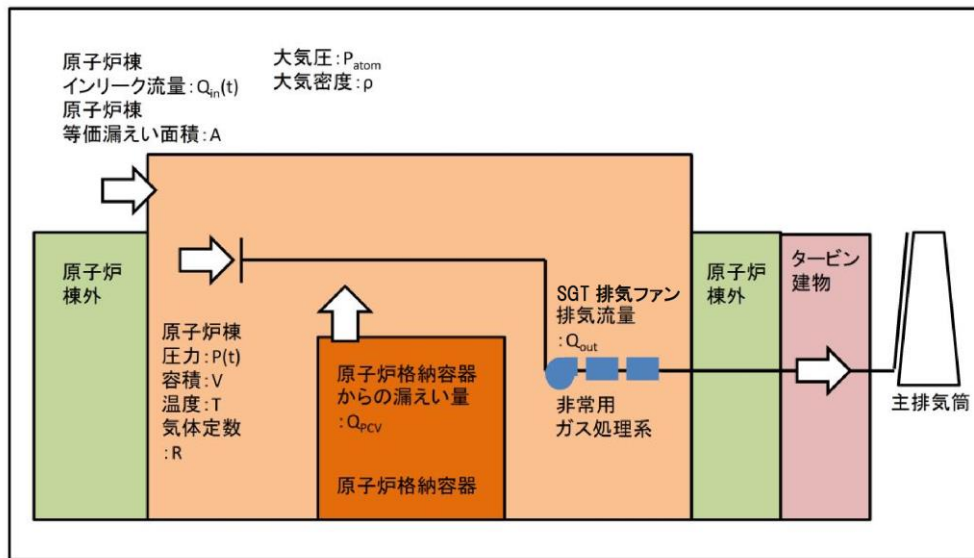 原子炉棟
インリーク流量:Qin(t)
原子炉棟
等価漏えい面積:A
大気圧:Patom
大気密度:ρ
原子炉
棟外
原子炉棟
圧力:P(t)
容積:V
温度:T
気体定数
:R
原子炉格納容器
からの漏えい量
:QPCV
原子炉格納容器
SGT 排気ファン
排気流量
:Qout
非常用
ガス処理系
原子炉
棟外
タービン
建物
主排気筒